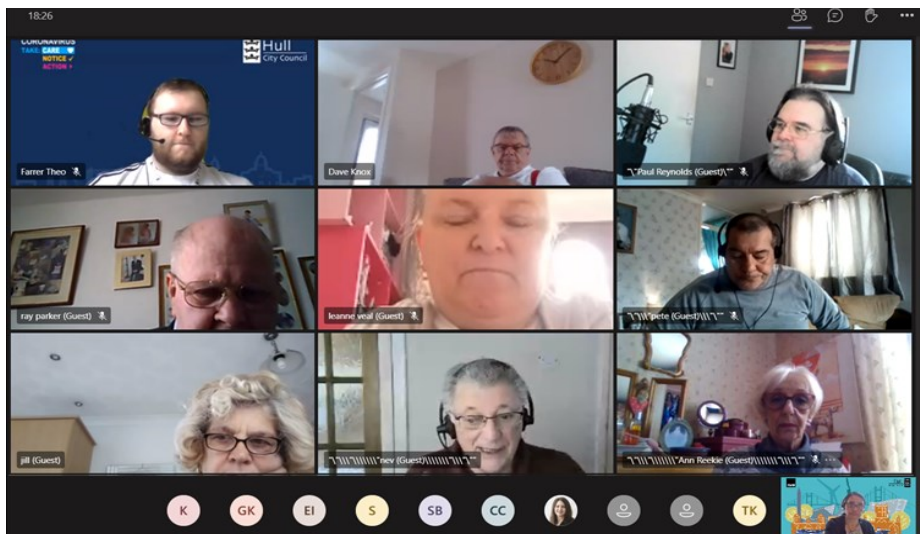 18:26
CORONAVIRUS
TAKE: CARE
NOTICE ✓
ACTION >
Hull
City Council
Farrer Theo
Dave Knox
"\"Paul Reynolds (Guest)\""
ray parker (Guest)
leanne veal (Guest)
"\"\\\"pete (Guest)\\\"\""
jill (Guest)
"\"\\\"\\\\\\\"nev (Guest)\\\\\\\"\\\"\""
"\"\\\"\\\\\\\"Ann Reekie (Guest)\\\\\\\"\\\"\""
K
GK
EI
S
SB
CC
TK